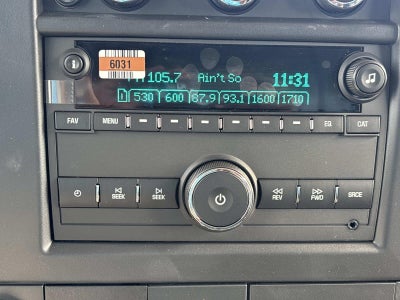 6031
105.7 Ain't So 11:31
1 530 600 87.9 93.1 1600 1710
FAV MENU EQ CAT
SEEK SEEK REV FWD SRCE